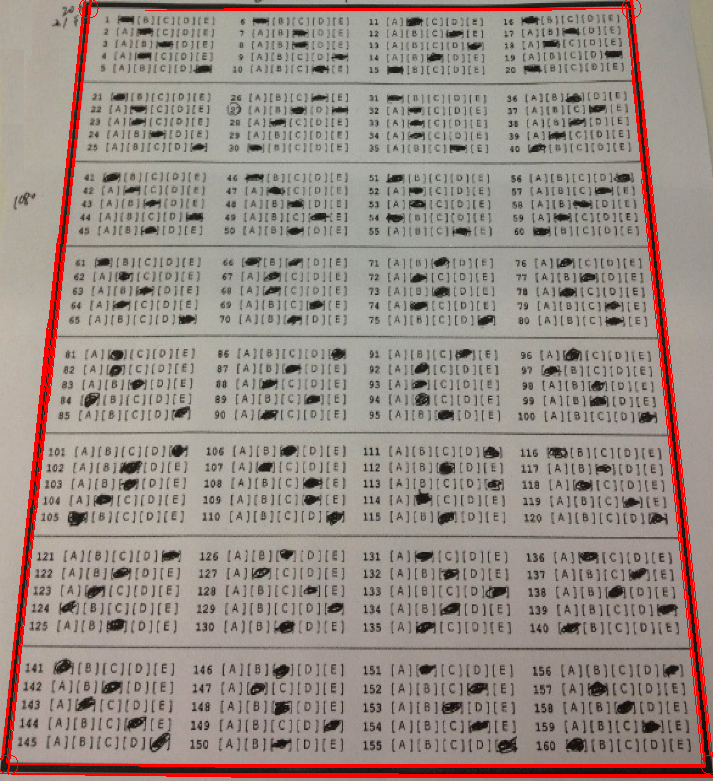 1 [B][C][D][E] 6 [B][C][D][E] 11 [A] [C][D][E] 16 [B][C][D][E]
2 [A] [C][D][E] 7 [A][B] [D][E] 12 [A][B][C] [E] 17 [A][B] [D][E]
3 [A][B] [D][E] 8 [A][B] [D][E] 13 [A][B][C][D] 18 [A] [C][D][E]
4 [A] [C][D][E] 9 [A][B][C][D] 14 [A][B] [D][E] 19 [A][B][C][D]
5 [A][B][C][D] 10 [A][B][C] [E] 15 [B][C][D][E] 20 [B][C][D][E]
21 [B][C][D][E] 26 [A][B][C] [E] 31 [B][C][D][E] 36 [A][B] [D][E]
22 [A] [C][D][E] 27 [A][B] [D] 32 [A] [C][D][E] 37 [A][B][C] [E]
23 [A] [C][D][E] 28 [A] [C][D][E] 33 [A] [C][D][E] 38 [A][B] [D][E]
24 [A][B] [D][E] 29 [A][B][C][D][E] 34 [A] [C][D][E] 39 [A] [C][D][E]
25 [A][B][C][D] 30 [B][C][D][E] 35 [A][B][C] [E] 40 [B][C][D][E]
41 [B][C][D][E] 46 [B][C][D][E] 51 [B][C][D][E] 56 [A][B][C][D]
42 [A] [C][D][E] 47 [A] [C][D][E] 52 [A] [C][D][E] 57 [A][B][C] [E]
43 [A][B] [D][E] 48 [A][B] [D][E] 53 [A] [C][D][E] 58 [A][B] [D][E]
44 [A][B][C][D] 49 [A][B][C] [E] 54 [B][C][D][E] 59 [A] [C][D][E]
45 [A][B] [D][E] 50 [A][B] [D][E] 55 [A][B][C] [E] 60 [B][C][D][E]
61 [B][C][D][E] 66 [B] [D][E] 71 [A][B] [D][E] 76 [A] [C][D][E]
62 [A] [C][D][E] 67 [A] [C][D][E] 72 [A] [C][D][E] 77 [A][B] [D][E]
63 [A][B] [D][E] 68 [A] [C][D][E] 73 [A][B] [D][E] 78 [A] [C][D][E]
64 [A] [C][D][E] 69 [A][B][C] [E] 74 [A] [C][D][E] 79 [A][B][C] [E]
65 [A][B][C][D] 70 [A][B] [D][E] 75 [A][B][C][D] 80 [A][B][C] [E]
81 [A] [C][D][E] 86 [A][B][C][D] 91 [A][B][C] [E] 96 [A] [C][D][E]
82 [A] [C][D][E] 87 [A][B] [D][E] 92 [A] [C][D][E] 97 [B][C][D][E]
83 [A][B] [D][E] 88 [A] [C][D][E] 93 [A] [C][D][E] 98 [A][B] [D][E]
84 [B][C][D][E] 89 [A][B][C] [E] 94 [A] [C][D][E] 99 [A][B] [D][E]
85 [A][B][C][D] 90 [A] [C][D][E] 95 [A][B] [D][E] 100 [A][B][C][D]
101 [A][B][C][D] 106 [A][B] [D][E] 111 [A][B][C][D] 116 [B][C][D][E]
102 [A][B] [D][E] 107 [A] [C][D][E] 112 [A][B] [D][E] 117 [A][B] [D][E]
103 [A][B] [D][E] 108 [A][B][C] [E] 113 [A][B][C][D] 118 [A] [C][D][E]
104 [A] [C][D][E] 109 [A][B][C] [E] 114 [A] [C][D][E] 119 [A][B][C] [E]
105 [B][C][D][E] 110 [A][B][C][D] 115 [A][B] [D][E] 120 [A][B][C][D]
121 [A][B][C][D] 126 [A][B] [D][E] 131 [A] [C][D][E] 136 [A] [C][D][E]
122 [A][B] [D][E] 127 [A] [C][D][E] 132 [A][B] [D][E] 137 [A][B][C] [E]
123 [A] [C][D][E] 128 [A][B][C] [E] 133 [A][B][C][D] 138 [A][B] [D][E]
124 [B][C][D][E] 129 [A][B][C][D] 134 [A][B] [D][E] 139 [A][B][C][D]
125 [A][B] [D][E] 130 [A][B] [D][E] 135 [A] [C][D][E] 140 [B][C][D][E]
141 [B][C][D][E] 146 [A][B] [D][E] 151 [A] [C][D][E] 156 [A][B][C][D]
142 [A][B] [D][E] 147 [A] [C][D][E] 152 [A][B][C] [E] 157 [A] [C][D][E]
143 [A] [C][D][E] 148 [A][B] [D][E] 153 [A][B] [D][E] 158 [A][B] [D][E]
144 [A][B][C] [E] 149 [A][B][C][D] 154 [A][B][C] [E] 159 [A][B][C] [E]
145 [A][B][C][D] 150 [A][B] [D][E] 155 [A][B][C][D] 160 [B][C][D][E]